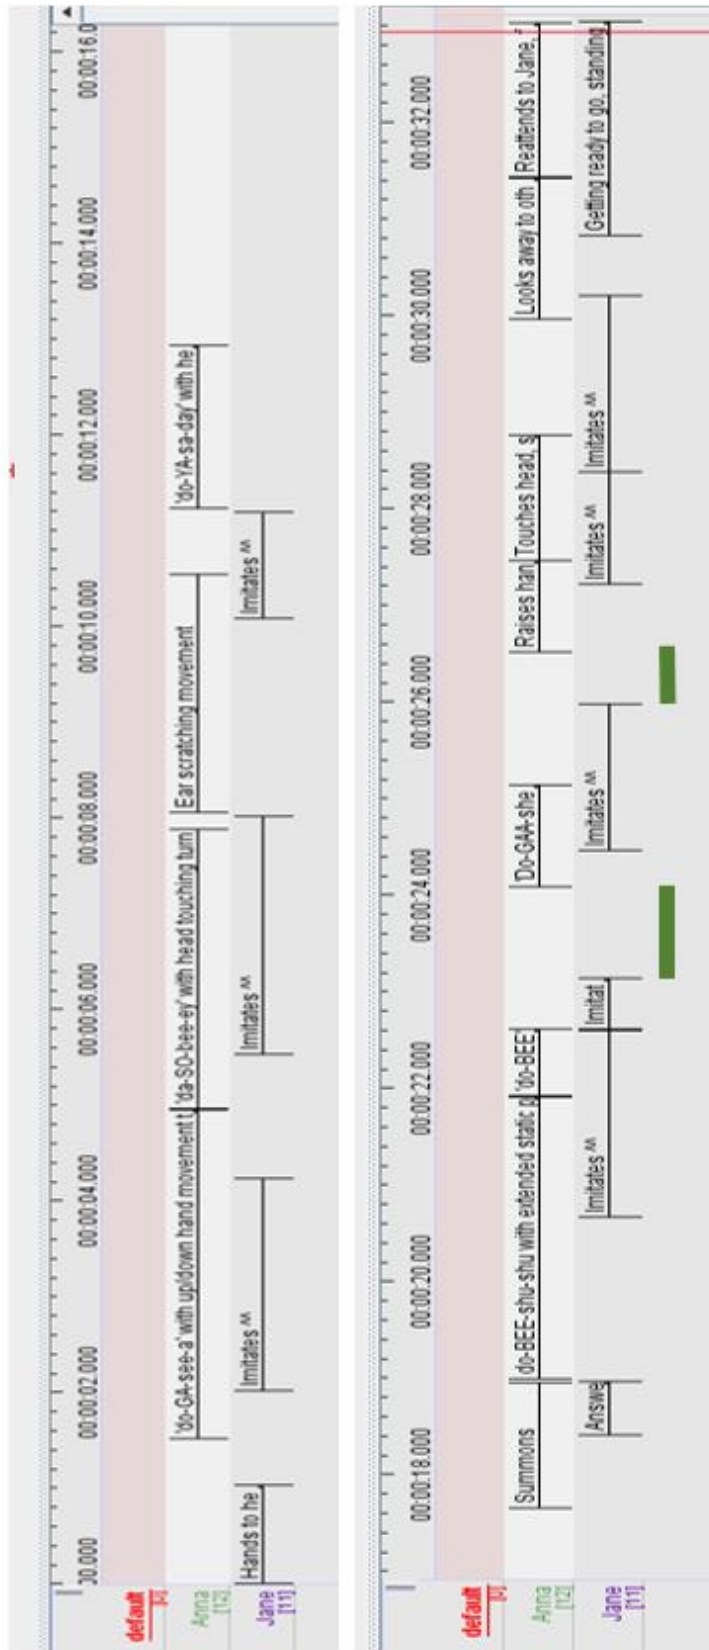 00.000 00:00:02.000 00:00:04.000 00:00:06.000 00:00:08.000 00:00:10.000 00:00:12.000 00:00:14.000 00:00:16.0
default
Anna 'do-GA-see-a' with up/down hand movement t 'da-SO-bee-ey' with head touching turn Ear scratching movement 'do-YA-sa-day' with he
[12]
Jane Hands to he Imitates ^^ Imitates ^^ Imitates ^^
[11]
00:00:18.000 00:00:20.000 00:00:22.000 00:00:24.000 00:00:26.000 00:00:28.000 00:00:30.000 00:00:32.000
default
Anna Summons do-BEE-shu-shu with extended static p 'do-BEE' 'Do-GAA-she Raises han Touches head, s Looks away to oth Reattends to Jane,
[12]
Jane Answe Imitates ^^ Imitat Imitates ^^ Imitates ^^ Imitates ^^ Getting ready to go, standing
[11]